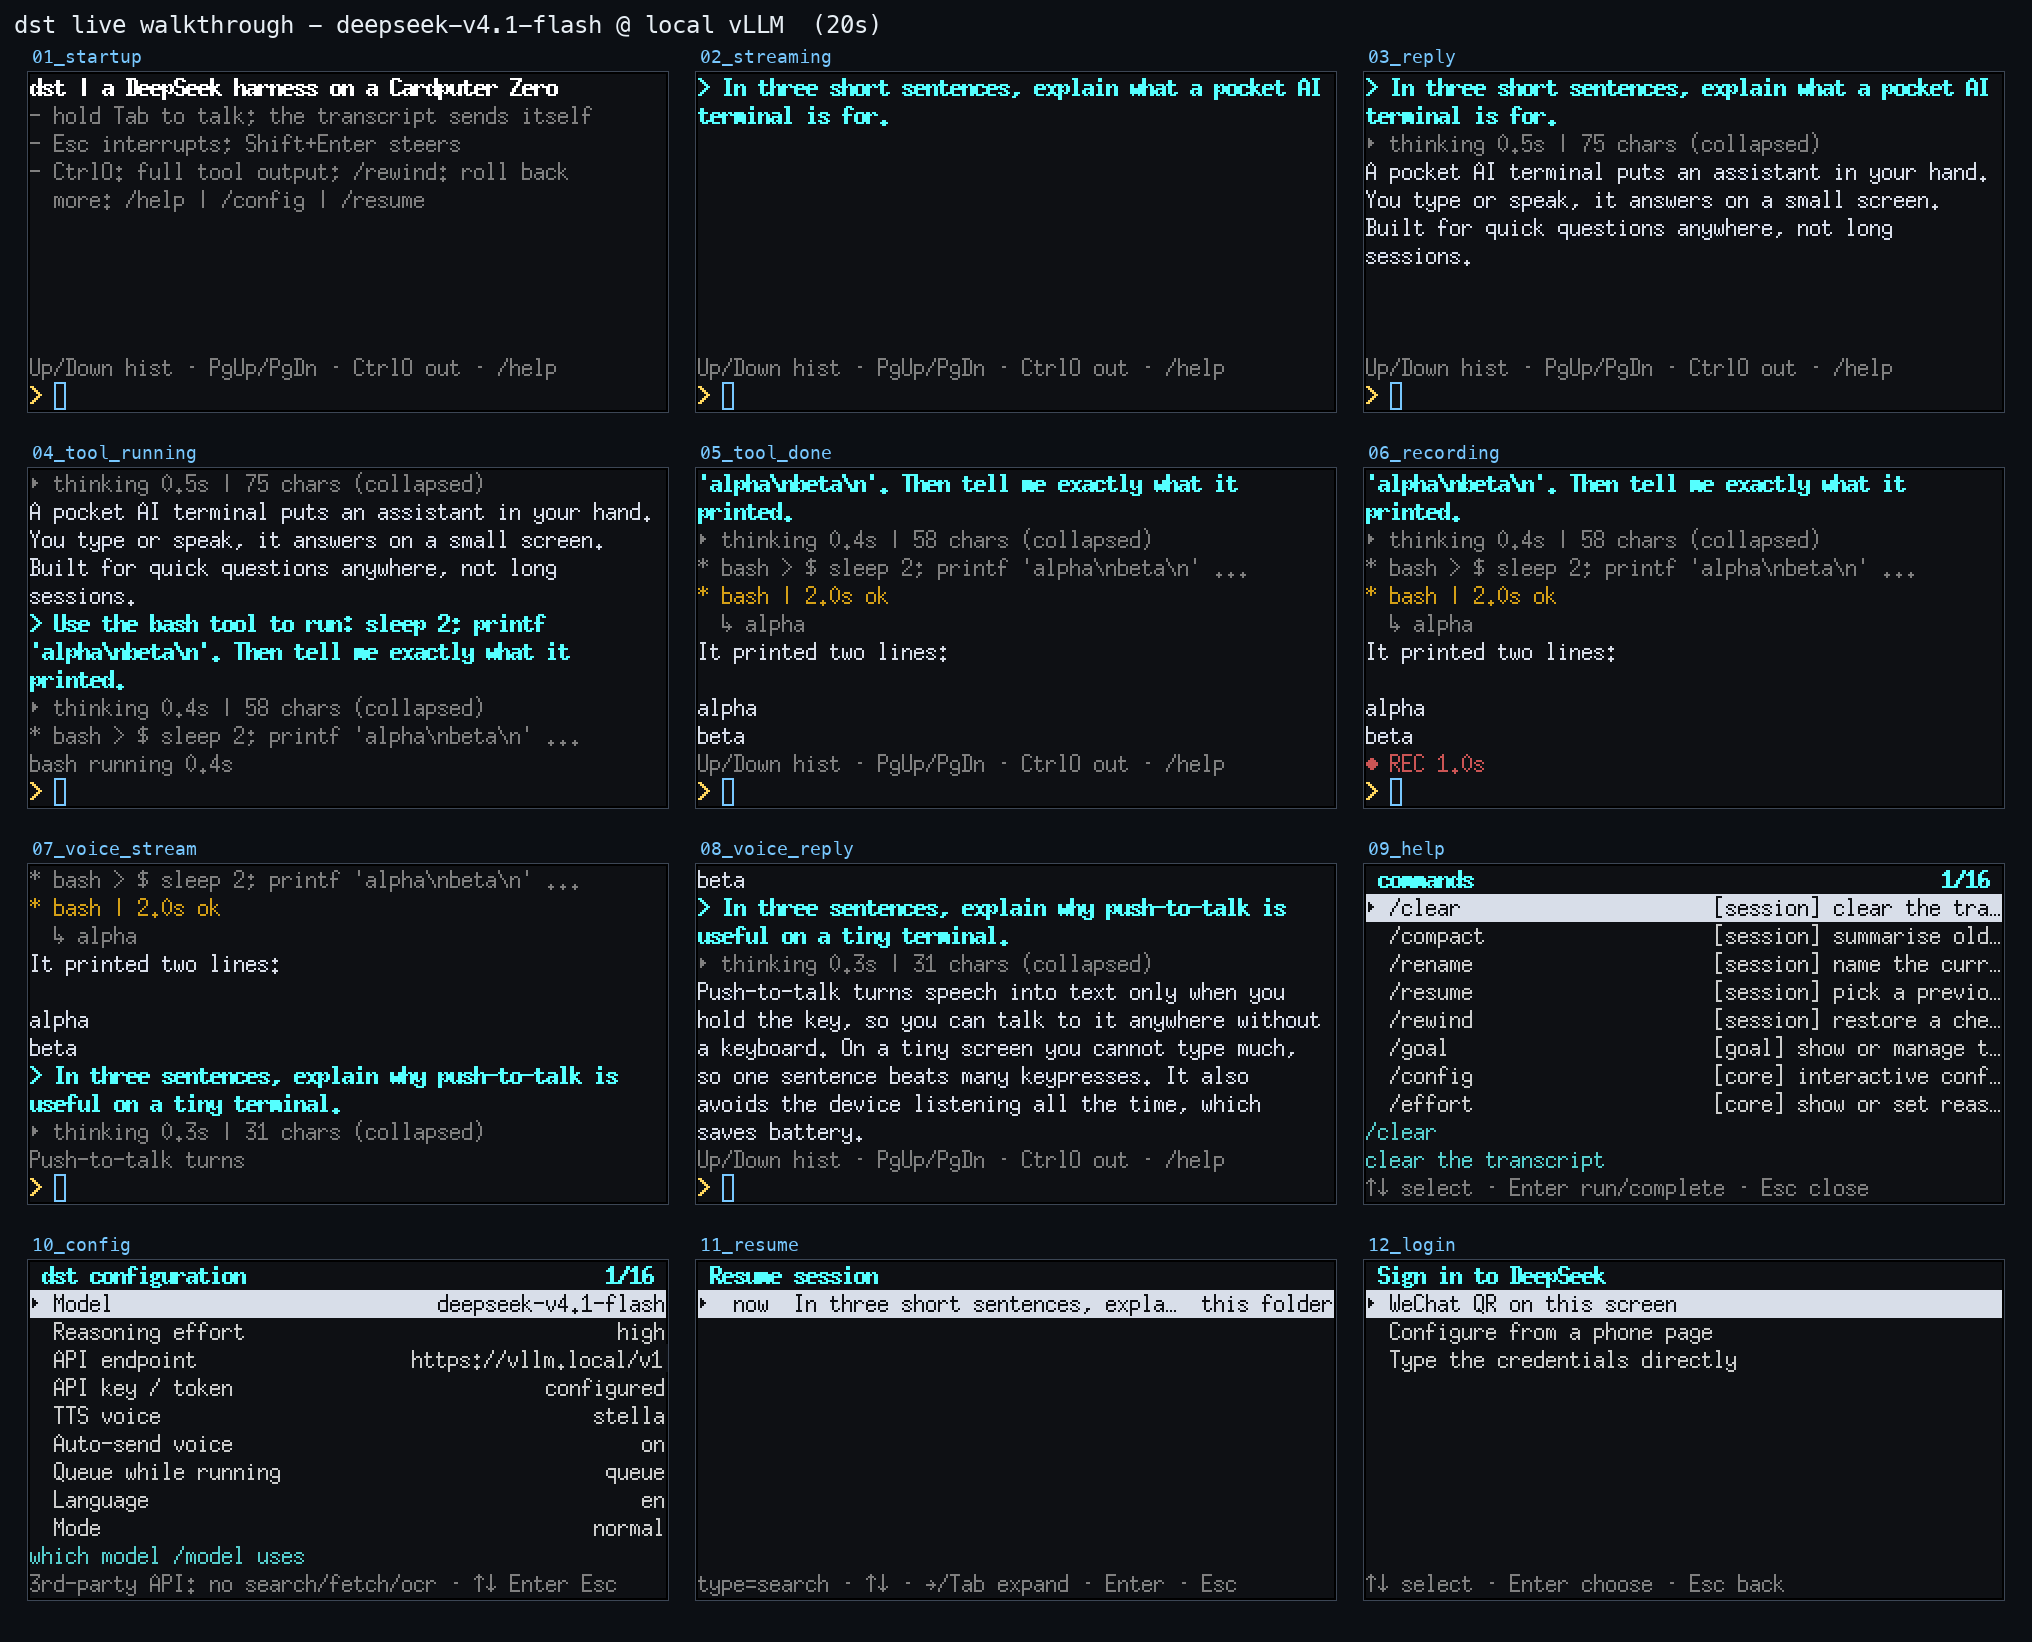 dst live walkthrough — deepseek-v4.1-flash @ local vLLM  (20s)
01_startup
dst | a DeepSeek harness on a Cardputer Zero
- hold Tab to talk; the transcript sends itself
- Esc interrupts; Shift+Enter steers
- CtrlO: full tool output; /rewind: roll back
more: /help | /config | /resume
Up/Down hist · PgUp/PgDn · CtrlO out · /help
>
02_streaming
> In three short sentences, explain what a pocket AI
terminal is for.
Up/Down hist · PgUp/PgDn · CtrlO out · /help
>
03_reply
> In three short sentences, explain what a pocket AI
terminal is for.
▸ thinking 0.5s | 75 chars (collapsed)
A pocket AI terminal puts an assistant in your hand.
You type or speak, it answers on a small screen.
Built for quick questions anywhere, not long
sessions.
Up/Down hist · PgUp/PgDn · CtrlO out · /help
>
04_tool_running
▸ thinking 0.5s | 75 chars (collapsed)
A pocket AI terminal puts an assistant in your hand.
You type or speak, it answers on a small screen.
Built for quick questions anywhere, not long
sessions.
> Use the bash tool to run: sleep 2; printf
'alpha\nbeta\n'. Then tell me exactly what it
printed.
▸ thinking 0.4s | 58 chars (collapsed)
* bash > $ sleep 2; printf 'alpha\nbeta\n' ...
bash running 0.4s
>
05_tool_done
'alpha\nbeta\n'. Then tell me exactly what it
printed.
▸ thinking 0.4s | 58 chars (collapsed)
* bash > $ sleep 2; printf 'alpha\nbeta\n' ...
* bash | 2.0s ok
↳ alpha
It printed two lines:
alpha
beta
Up/Down hist · PgUp/PgDn · CtrlO out · /help
>
06_recording
'alpha\nbeta\n'. Then tell me exactly what it
printed.
▸ thinking 0.4s | 58 chars (collapsed)
* bash > $ sleep 2; printf 'alpha\nbeta\n' ...
* bash | 2.0s ok
↳ alpha
It printed two lines:
alpha
beta
● REC 1.0s
>
07_voice_stream
* bash > $ sleep 2; printf 'alpha\nbeta\n' ...
* bash | 2.0s ok
↳ alpha
It printed two lines:
alpha
beta
> In three sentences, explain why push-to-talk is
useful on a tiny terminal.
▸ thinking 0.3s | 31 chars (collapsed)
Push-to-talk turns
>
08_voice_reply
beta
> In three sentences, explain why push-to-talk is
useful on a tiny terminal.
▸ thinking 0.3s | 31 chars (collapsed)
Push-to-talk turns speech into text only when you
hold the key, so you can talk to it anywhere without
a keyboard. On a tiny screen you cannot type much,
so one sentence beats many keypresses. It also
avoids the device listening all the time, which
saves battery.
Up/Down hist · PgUp/PgDn · CtrlO out · /help
>
09_help
commands 1/16
▸ /clear [session] clear the tra…
/compact [session] summarise old…
/rename [session] name the curr…
/resume [session] pick a previo…
/rewind [session] restore a che…
/goal [goal] show or manage t…
/config [core] interactive conf…
/effort [core] show or set reas…
/clear
clear the transcript
↑↓ select · Enter run/complete · Esc close
10_config
dst configuration 1/16
▸ Model deepseek-v4.1-flash
Reasoning effort high
API endpoint https://vllm.local/v1
API key / token configured
TTS voice stella
Auto-send voice on
Queue while running queue
Language en
Mode normal
which model /model uses
3rd-party API: no search/fetch/ocr · ↑↓ Enter Esc
11_resume
Resume session
▸ now In three short sentences, expla… this folder
type=search · ↑↓ · →/Tab expand · Enter · Esc
12_login
Sign in to DeepSeek
▸ WeChat QR on this screen
Configure from a phone page
Type the credentials directly
↑↓ select · Enter choose · Esc back